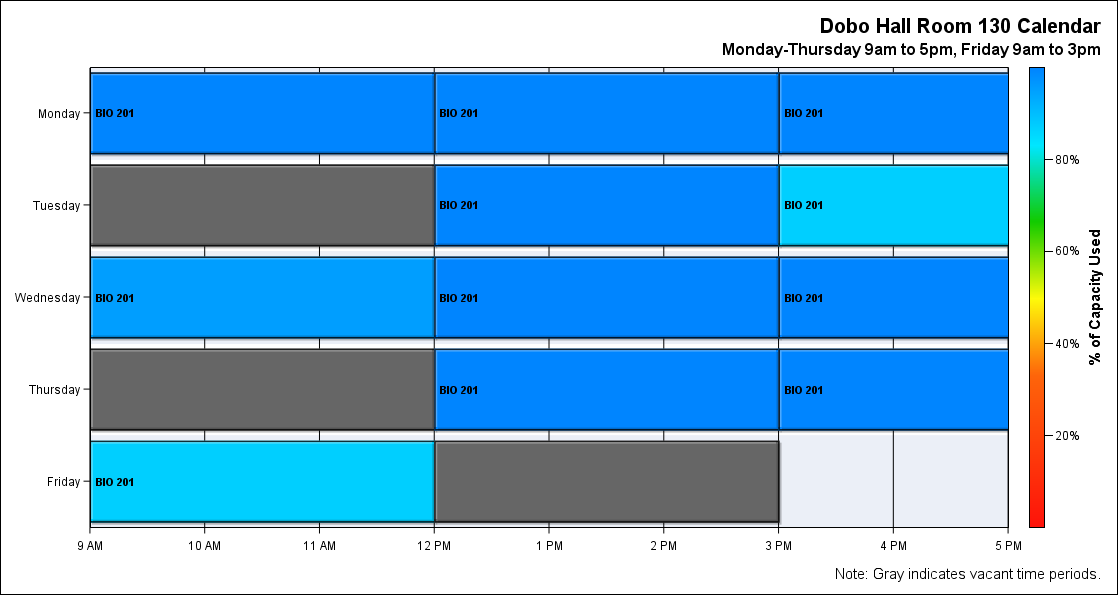 Dobo Hall Room 130 Calendar
Monday-Thursday 9am to 5pm, Friday 9am to 3pm
Monday
BIO 201
BIO 201
BIO 201
Tuesday
BIO 201
BIO 201
Wednesday
BIO 201
BIO 201
BIO 201
Thursday
BIO 201
BIO 201
Friday
BIO 201
9 AM
10 AM
11 AM
12 PM
1 PM
2 PM
3 PM
4 PM
5 PM
80%
60%
40%
20%
% of Capacity Used
Note: Gray indicates vacant time periods.